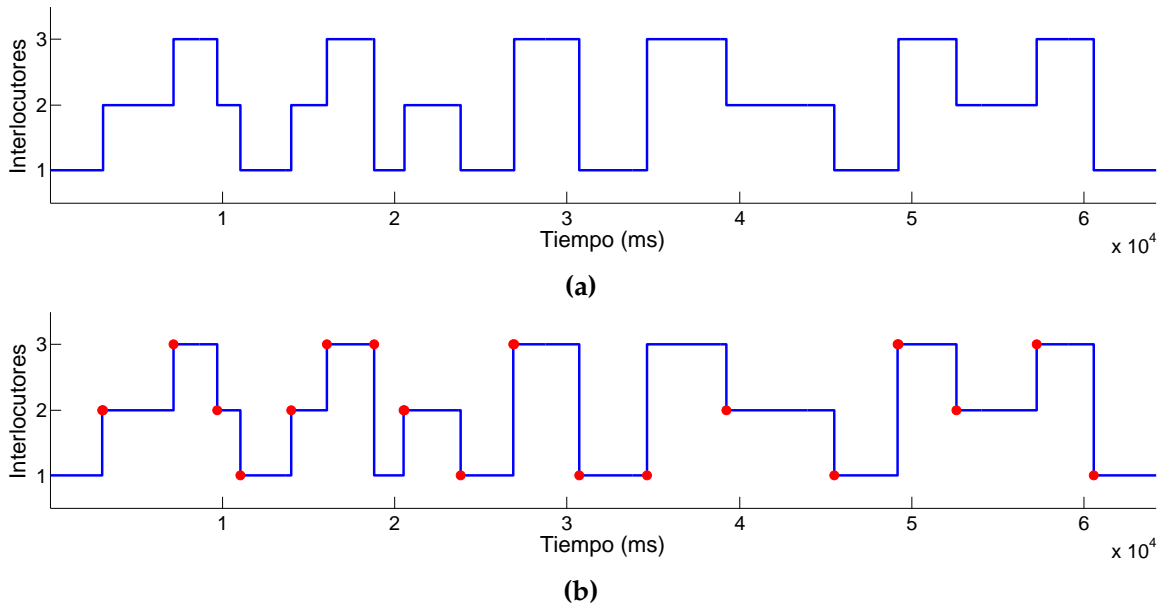 3
2
1
Interlocutores
1 2 3 4 5 6
Tiempo (ms)
x 10^4
(a)
3
2
1
Interlocutores
1 2 3 4 5 6
Tiempo (ms)
x 10^4
(b)